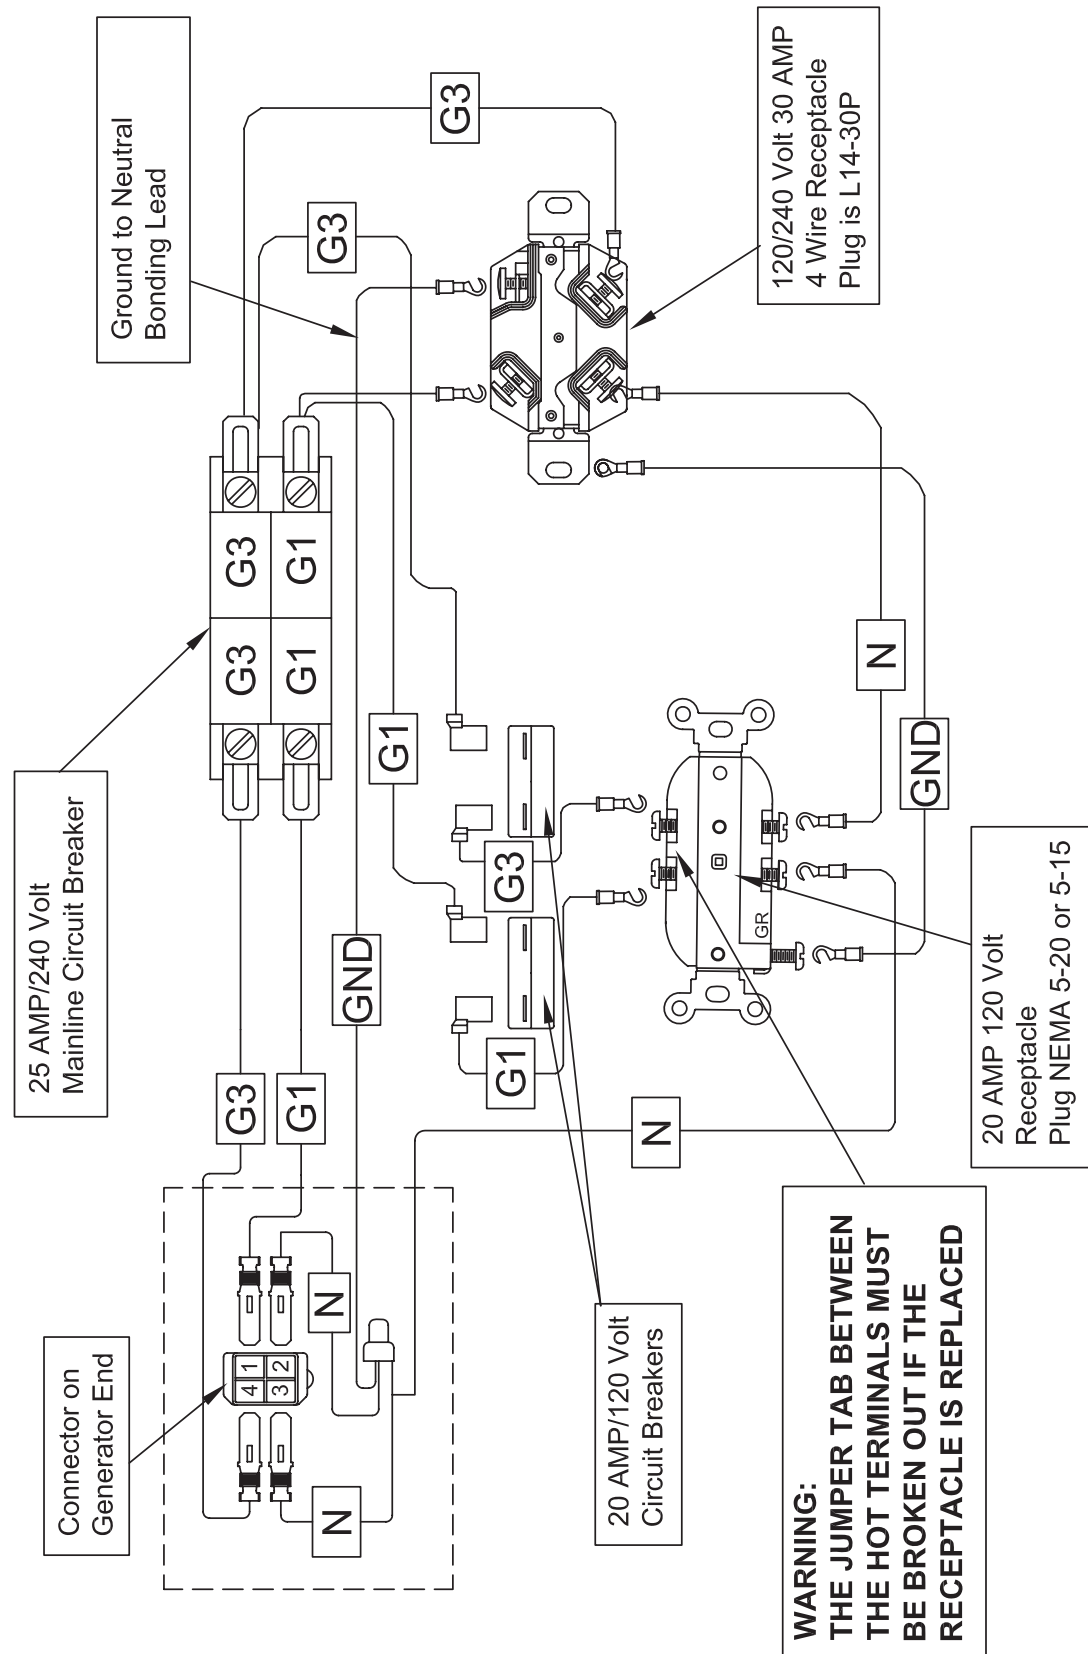 Connector on
Generator End
25 AMP/240 Volt
Mainline Circuit Breaker
Ground to Neutral
Bonding Lead
G3
G1
G3
G3
G1
G1
G3
G3
4
1
3
2
N
N
GND
G1
G1
G3
N
N
GND
GR
20 AMP/120 Volt
Circuit Breakers
120/240 Volt 30 AMP
4 Wire Receptacle
Plug is L14-30P
20 AMP 120 Volt
Receptacle
Plug NEMA 5-20 or 5-15
WARNING:
THE JUMPER TAB BETWEEN
THE HOT TERMINALS MUST
BE BROKEN OUT IF THE
RECEPTACLE IS REPLACED